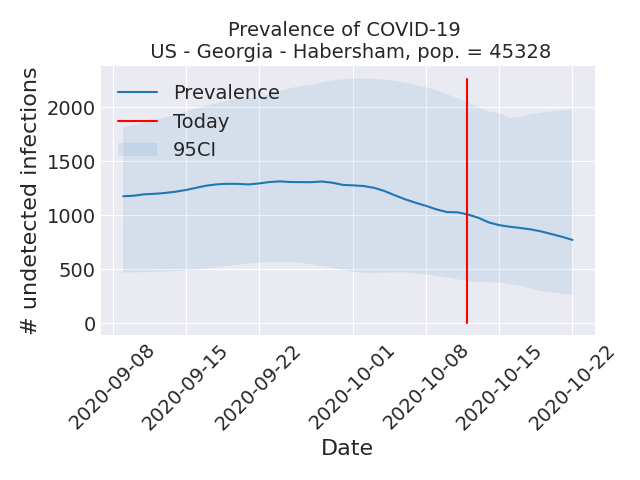 Prevalence of COVID-19
US - Georgia - Habersham, pop. = 45328
# undetected infections
2000
1500
1000
500
0
Prevalence
Today
95CI
2020-09-08
2020-09-15
2020-09-22
2020-10-01
2020-10-08
2020-10-15
2020-10-22
Date